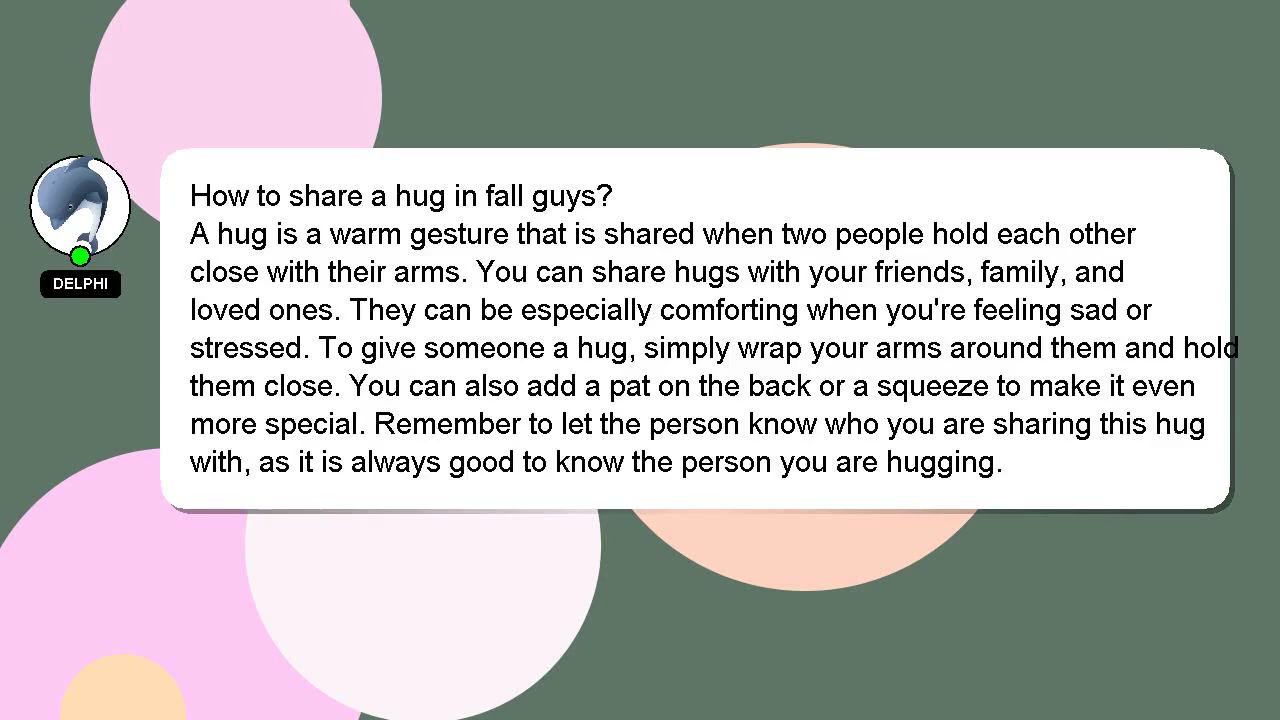 How to share a hug in fall guys?
A hug is a warm gesture that is shared when two people hold each other
close with their arms. You can share hugs with your friends, family, and
loved ones. They can be especially comforting when you're feeling sad or
stressed. To give someone a hug, simply wrap your arms around them and hold
them close. You can also add a pat on the back or a squeeze to make it even
more special. Remember to let the person know who you are sharing this hug
with, as it is always good to know the person you are hugging.
DELPHI